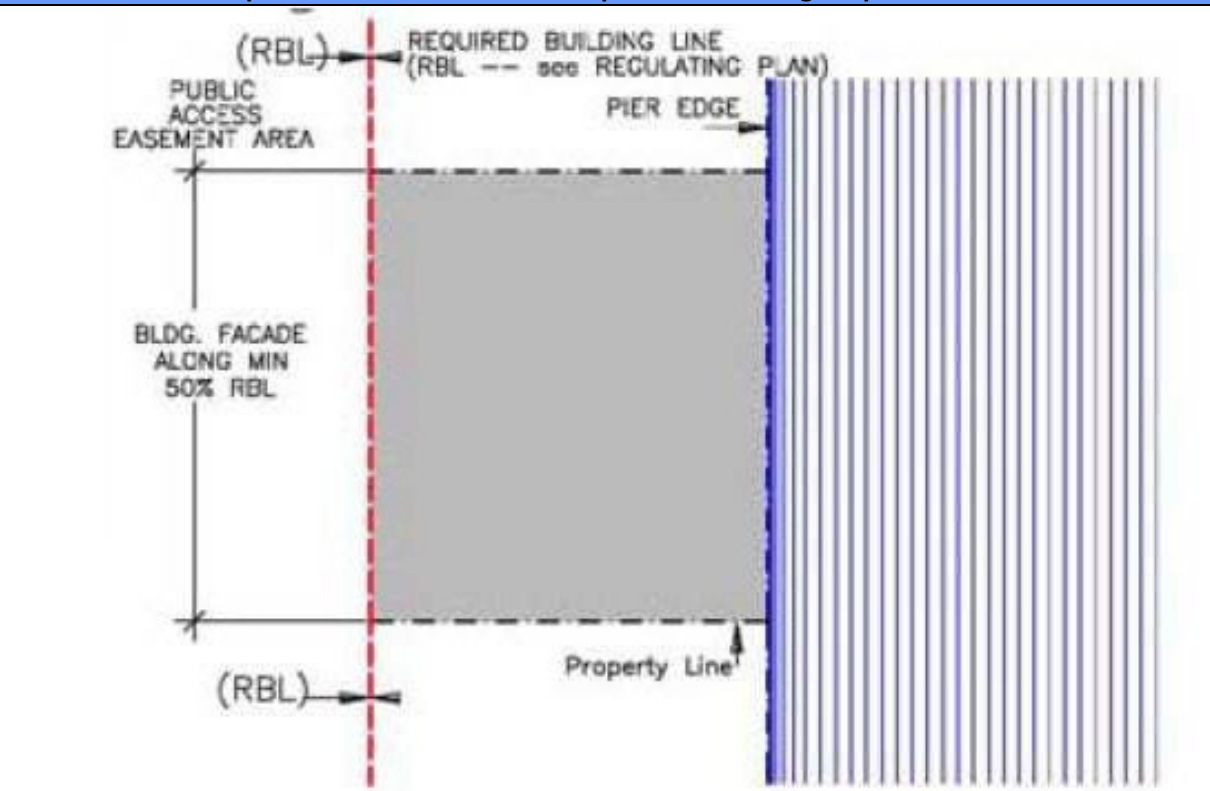 (RBL)
REQUIRED BUILDING LINE
(RBL -- see REGULATING PLAN)
PUBLIC
ACCESS
EASEMENT AREA
PIER EDGE
BLDG. FACADE
ALONG MIN
50% RBL
Property Line
(RBL)